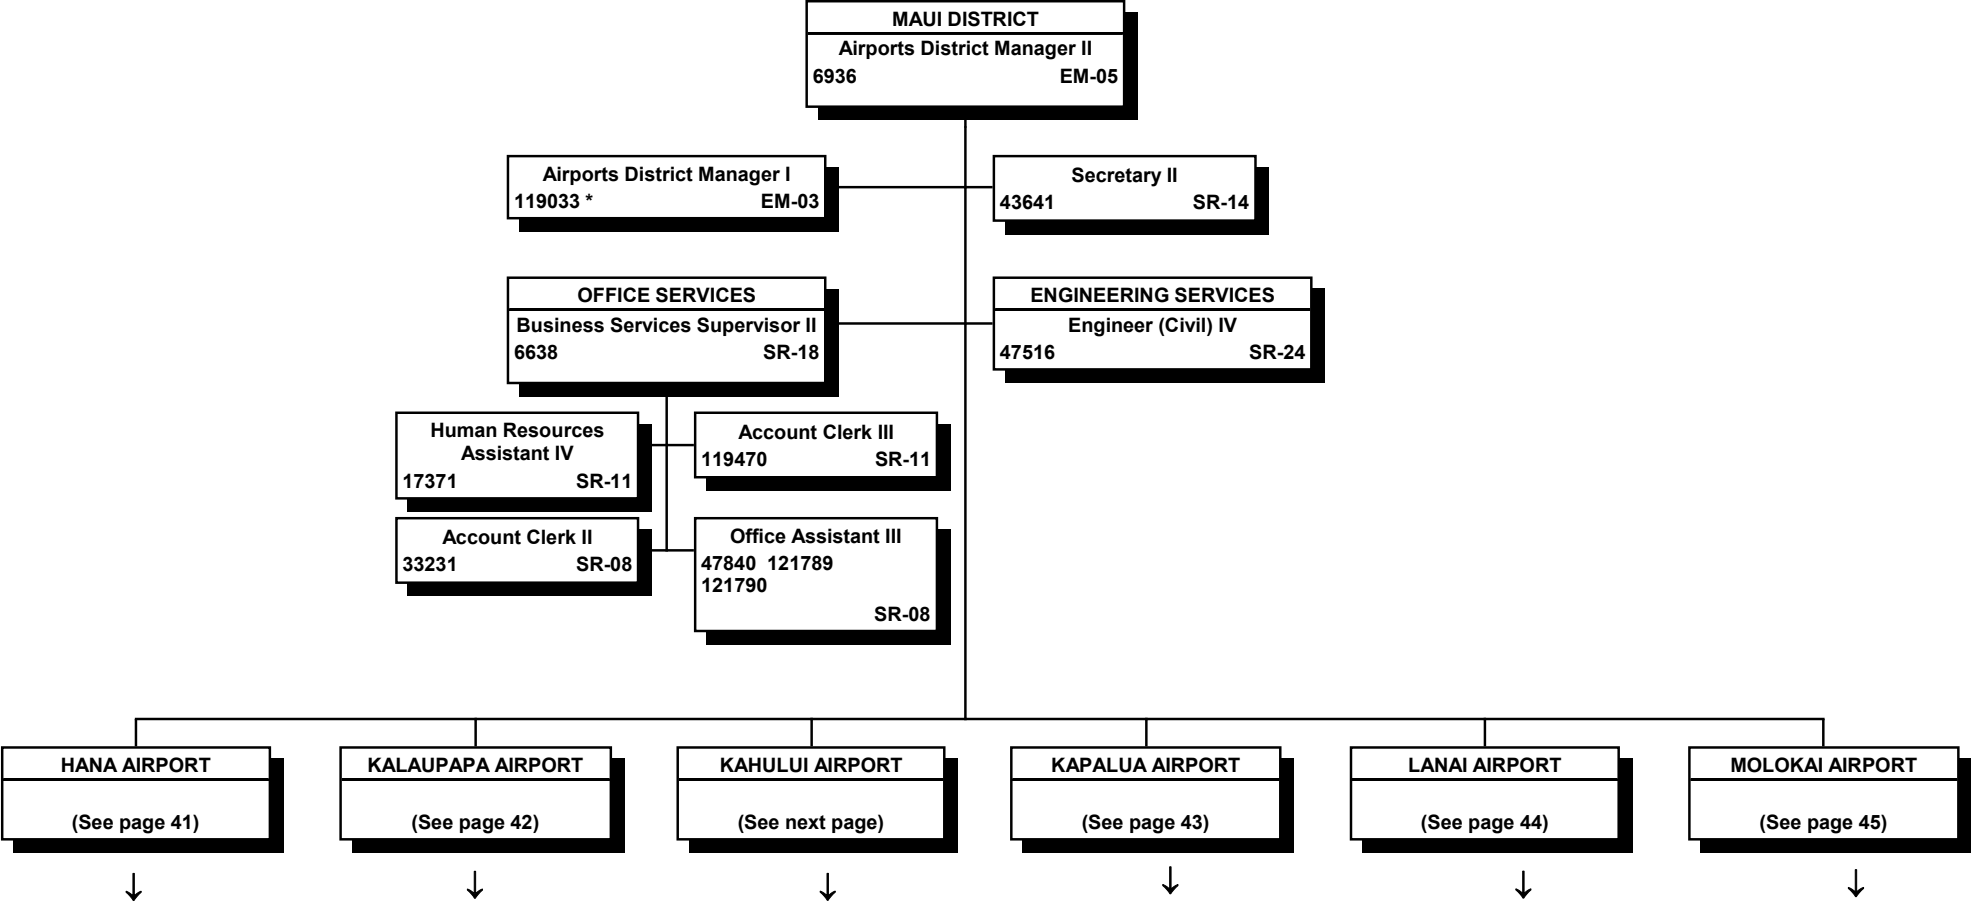 MAUI DISTRICT
Airports District Manager II
6936 EM-05
Airports District Manager I
119033 * EM-03
Secretary II
43641 SR-14
OFFICE SERVICES
Business Services Supervisor II
6638 SR-18
ENGINEERING SERVICES
Engineer (Civil) IV
47516 SR-24
Human Resources
Assistant IV
17371 SR-11
Account Clerk III
119470 SR-11
Account Clerk II
33231 SR-08
Office Assistant III
47840 121789
121790
SR-08
HANA AIRPORT
(See page 41)
KALAUPAPA AIRPORT
(See page 42)
KAHULUI AIRPORT
(See next page)
KAPALUA AIRPORT
(See page 43)
LANAI AIRPORT
(See page 44)
MOLOKAI AIRPORT
(See page 45)